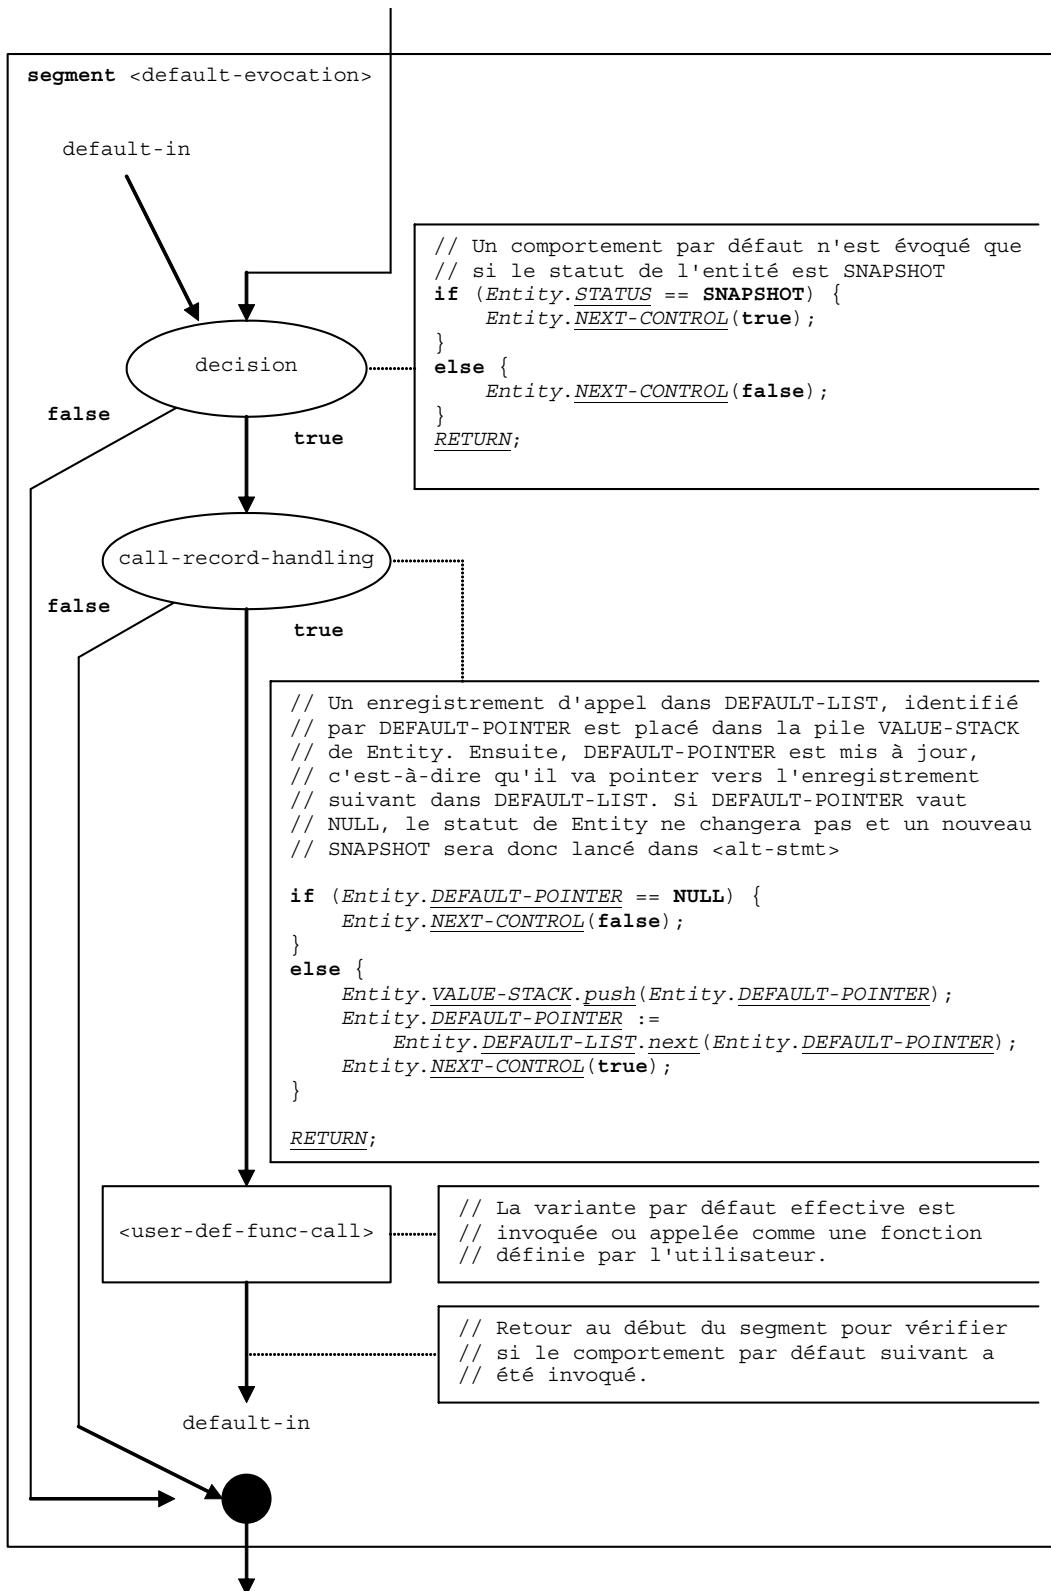 segment <default-evocation>
default-in
// Un comportement par défaut n'est évoqué que
// si le statut de l'entité est SNAPSHOT
if (Entity.STATUS == SNAPSHOT) {
Entity.NEXT-CONTROL(true);
}
else {
Entity.NEXT-CONTROL(false);
}
RETURN;
decision
false
true
call-record-handling
false
true
// Un enregistrement d'appel dans DEFAULT-LIST, identifié
// par DEFAULT-POINTER est placé dans la pile VALUE-STACK
// de Entity. Ensuite, DEFAULT-POINTER est mis à jour,
// c'est-à-dire qu'il va pointer vers l'enregistrement
// suivant dans DEFAULT-LIST. Si DEFAULT-POINTER vaut
// NULL, le statut de Entity ne changera pas et un nouveau
// SNAPSHOT sera donc lancé dans <alt-stmt>
if (Entity.DEFAULT-POINTER == NULL) {
Entity.NEXT-CONTROL(false);
}
else {
Entity.VALUE-STACK.push(Entity.DEFAULT-POINTER);
Entity.DEFAULT-POINTER :=
Entity.DEFAULT-LIST.next(Entity.DEFAULT-POINTER);
Entity.NEXT-CONTROL(true);
}
RETURN;
<user-def-func-call>
// La variante par défaut effective est
// invoquée ou appelée comme une fonction
// définie par l'utilisateur.
// Retour au début du segment pour vérifier
// si le comportement par défaut suivant a
// été invoqué.
default-in